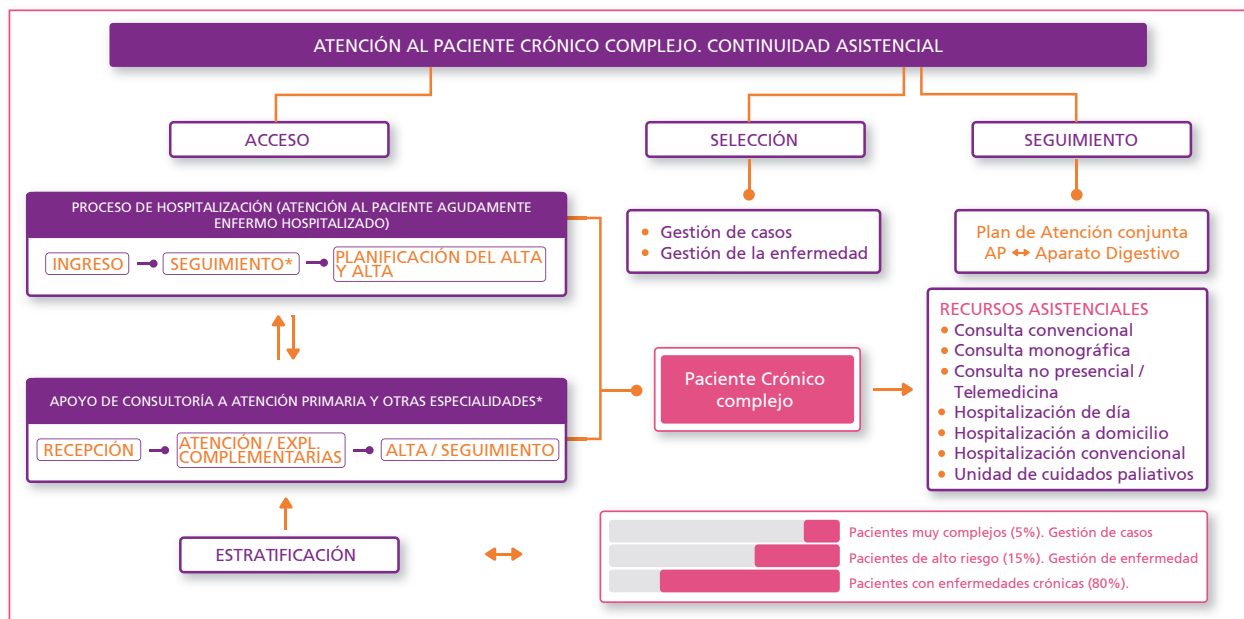 ATENCIÓN AL PACIENTE CRÓNICO COMPLEJO. CONTINUIDAD ASISTENCIAL
ACCESO
SELECCIÓN
SEGUIMIENTO
PROCESO DE HOSPITALIZACIÓN (ATENCIÓN AL PACIENTE AGUDAMENTE
ENFERMO HOSPITALIZADO)
INGRESO
SEGUIMIENTO*
PLANIFICACIÓN DEL ALTA
Y ALTA
• Gestión de casos
• Gestión de la enfermedad
Plan de Atención conjunta
AP ↔ Aparato Digestivo
APOYO DE CONSULTORÍA A ATENCIÓN PRIMARIA Y OTRAS ESPECIALIDADES*
RECEPCIÓN
ATENCIÓN / EXPL.
COMPLEMENTARIAS
ALTA / SEGUIMIENTO
Paciente Crónico
complejo
RECURSOS ASISTENCIALES
• Consulta convencional
• Consulta monográfica
• Consulta no presencial /
Telemedicina
• Hospitalización de día
• Hospitalización a domicilio
• Hospitalización convencional
• Unidad de cuidados paliativos
ESTRATIFICACIÓN
Pacientes muy complejos (5%). Gestión de casos
Pacientes de alto riesgo (15%). Gestión de enfermedad
Pacientes con enfermedades crónicas (80%).